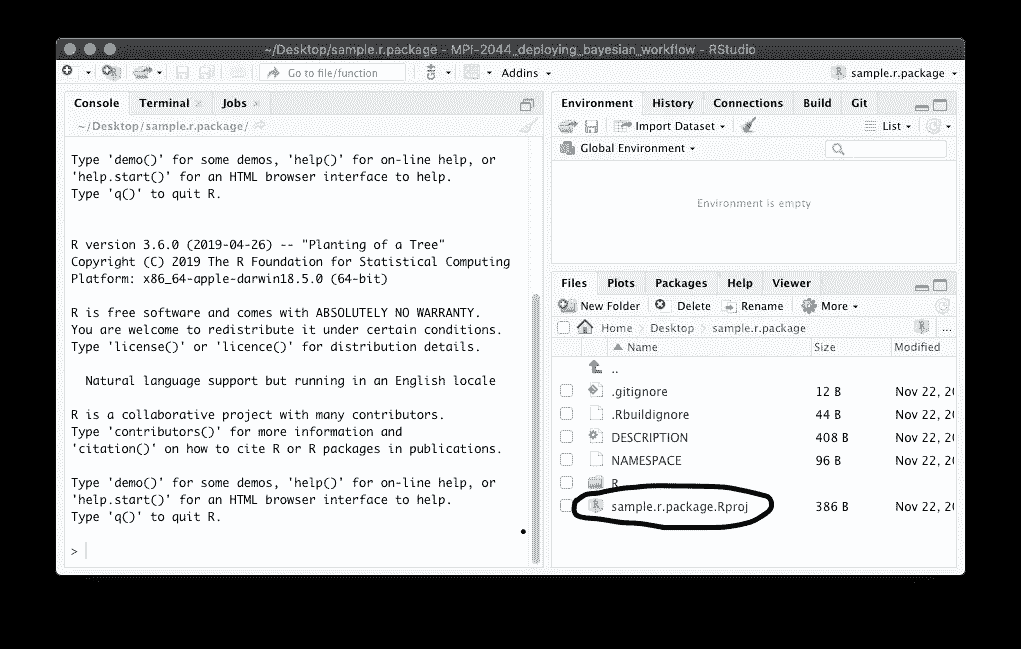 ~/Desktop/sample.r.package - MPI-2044_deploying_bayesian_workflow - RStudio
Go to file/function
Addins
sample.r.package
Console Terminal Jobs
~/Desktop/sample.r.package/
Type 'demo()' for some demos, 'help()' for on-line help, or
'help.start()' for an HTML browser interface to help.
Type 'q()' to quit R.
R version 3.6.0 (2019-04-26) -- "Planting of a Tree"
Copyright (C) 2019 The R Foundation for Statistical Computing
Platform: x86_64-apple-darwin18.5.0 (64-bit)
R is free software and comes with ABSOLUTELY NO WARRANTY.
You are welcome to redistribute it under certain conditions.
Type 'license()' or 'licence()' for distribution details.
Natural language support but running in an English locale
R is a collaborative project with many contributors.
Type 'contributors()' for more information and
'citation()' on how to cite R or R packages in publications.
Type 'demo()' for some demos, 'help()' for on-line help, or
'help.start()' for an HTML browser interface to help.
Type 'q()' to quit R.
>
Environment History Connections Build Git
Import Dataset List
Global Environment
Environment is empty
Files Plots Packages Help Viewer
New Folder Delete Rename More
Home Desktop sample.r.package ...
Name Size Modified
..
.gitignore 12 B Nov 22, 20
.Rbuildignore 44 B Nov 22, 20
DESCRIPTION 408 B Nov 22, 20
NAMESPACE 96 B Nov 22, 20
R
sample.r.package.Rproj 386 B Nov 22, 20